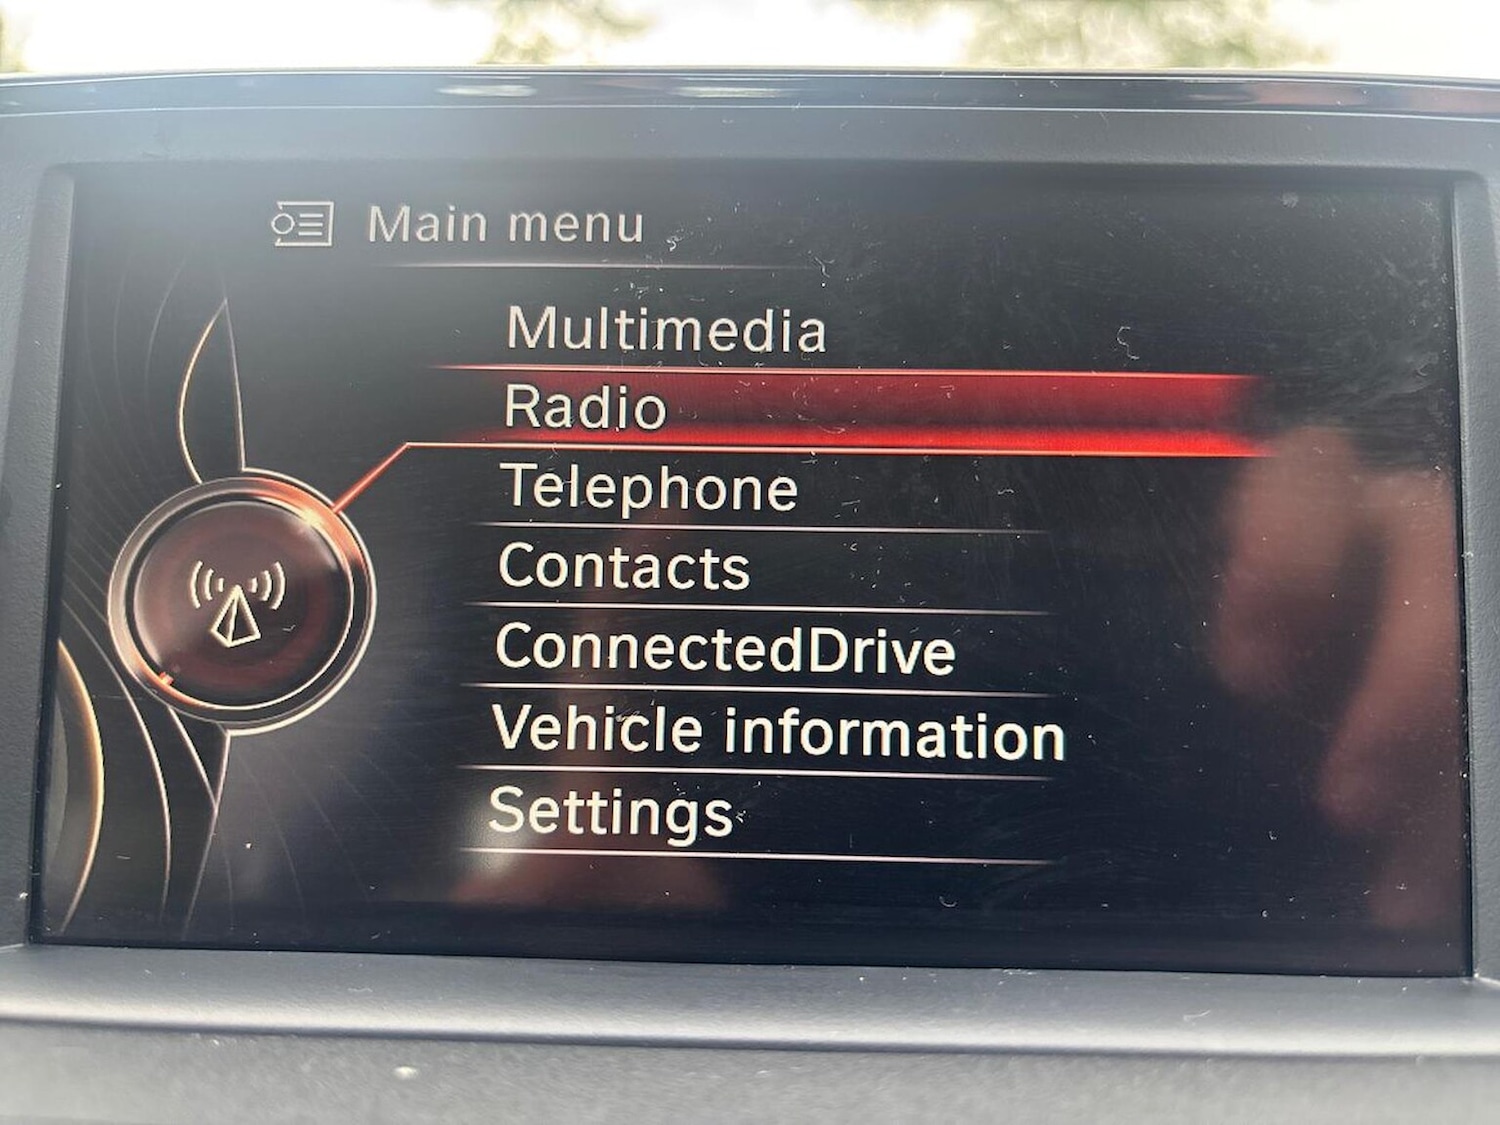 Main menu
Multimedia
Radio
Telephone
Contacts
ConnectedDrive
Vehicle information
Settings